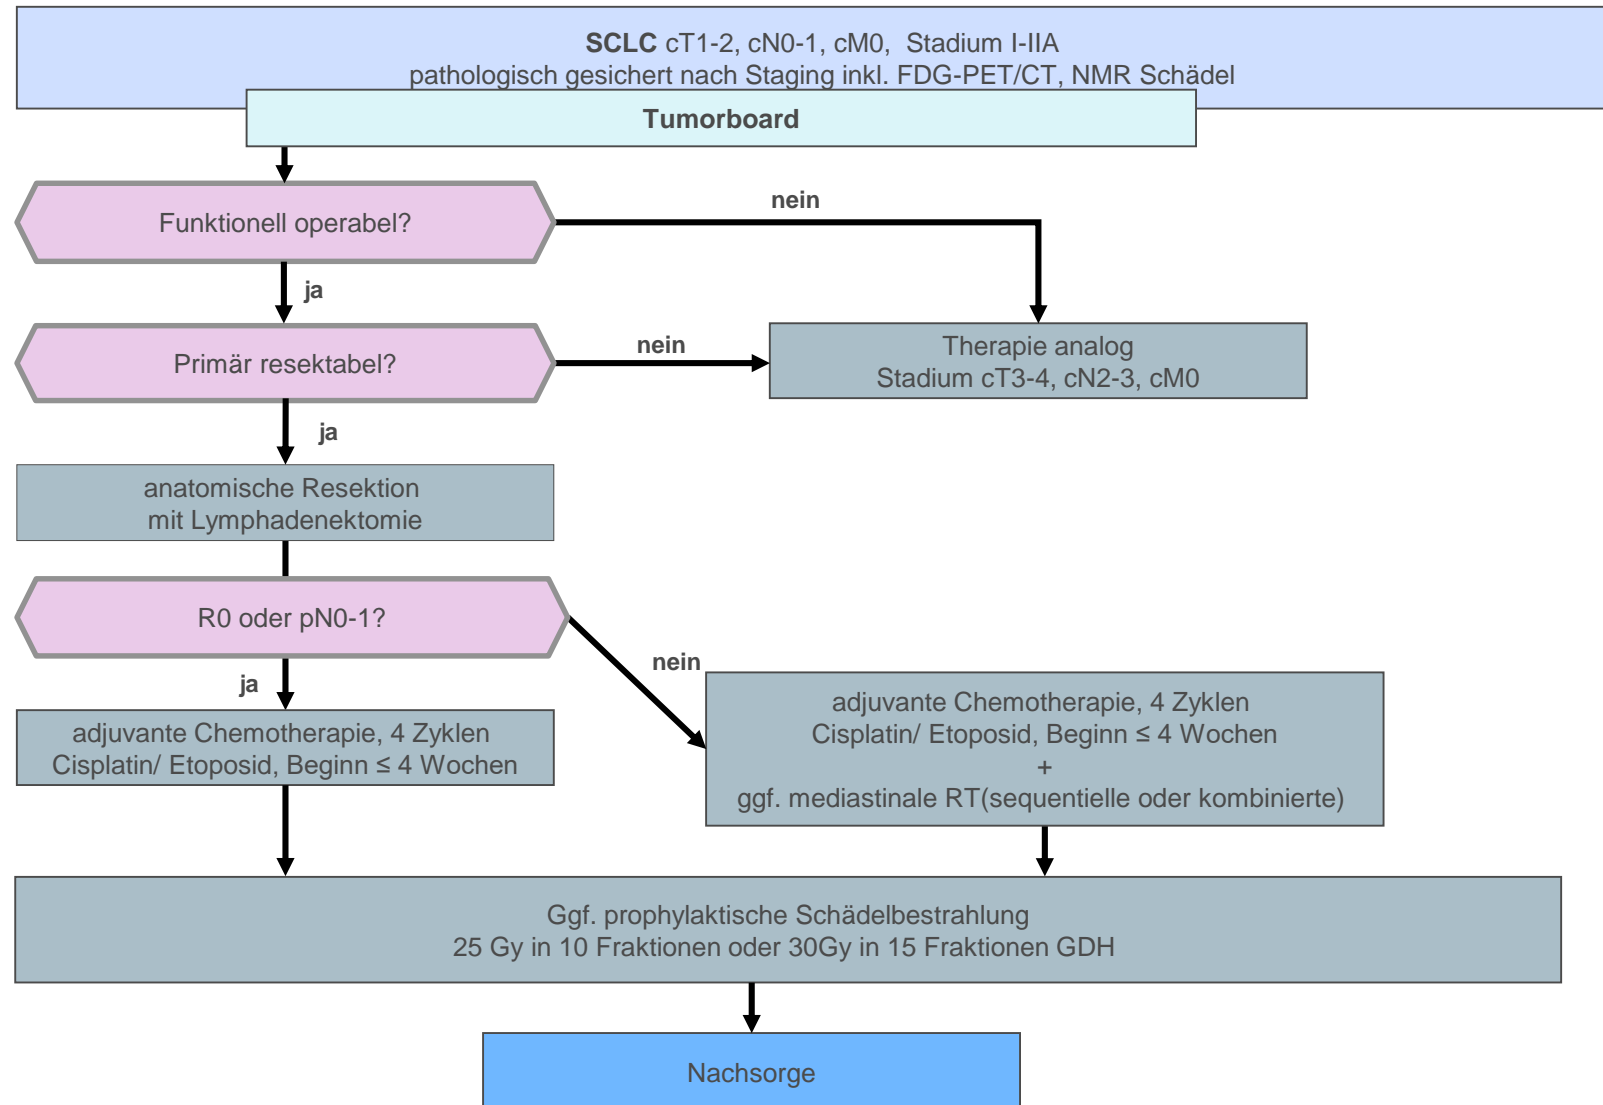 SCLC cT1-2, cN0-1, cM0, Stadium I-IIA
pathologisch gesichert nach Staging inkl. FDG-PET/CT, NMR Schädel
Tumorboard
Funktionell operabel?
nein
ja
Primär resektabel?
nein
Therapie analog
Stadium cT3-4, cN2-3, cM0
ja
anatomische Resektion
mit Lymphadenektomie
R0 oder pN0-1?
nein
ja
adjuvante Chemotherapie, 4 Zyklen
Cisplatin/ Etoposid, Beginn ≤ 4 Wochen
adjuvante Chemotherapie, 4 Zyklen
Cisplatin/ Etoposid, Beginn ≤ 4 Wochen
+
ggf. mediastinale RT(sequentielle oder kombinierte)
Ggf. prophylaktische Schädelbestrahlung
25 Gy in 10 Fraktionen oder 30Gy in 15 Fraktionen GDH
Nachsorge